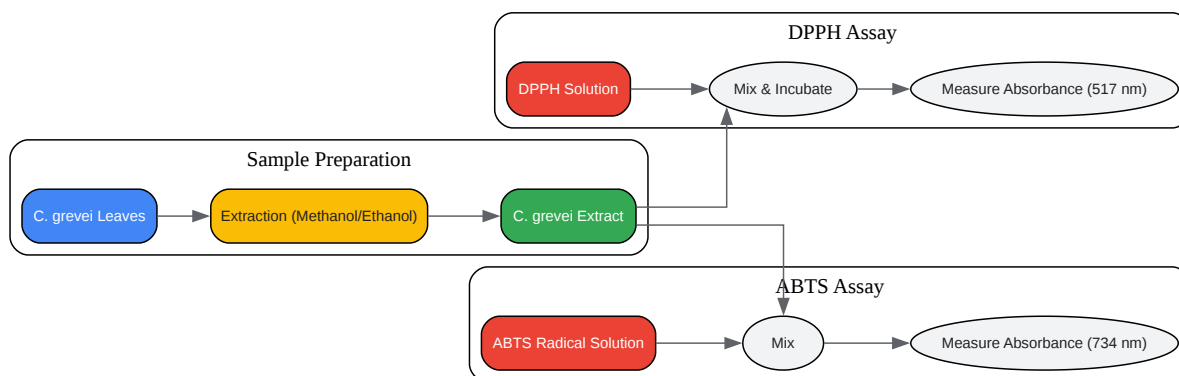 DPPH Assay
DPPH Solution
Mix & Incubate
Measure Absorbance (517 nm)
Sample Preparation
C. grevei Leaves
Extraction (Methanol/Ethanol)
C. grevei Extract
ABTS Assay
ABTS Radical Solution
Mix
Measure Absorbance (734 nm)